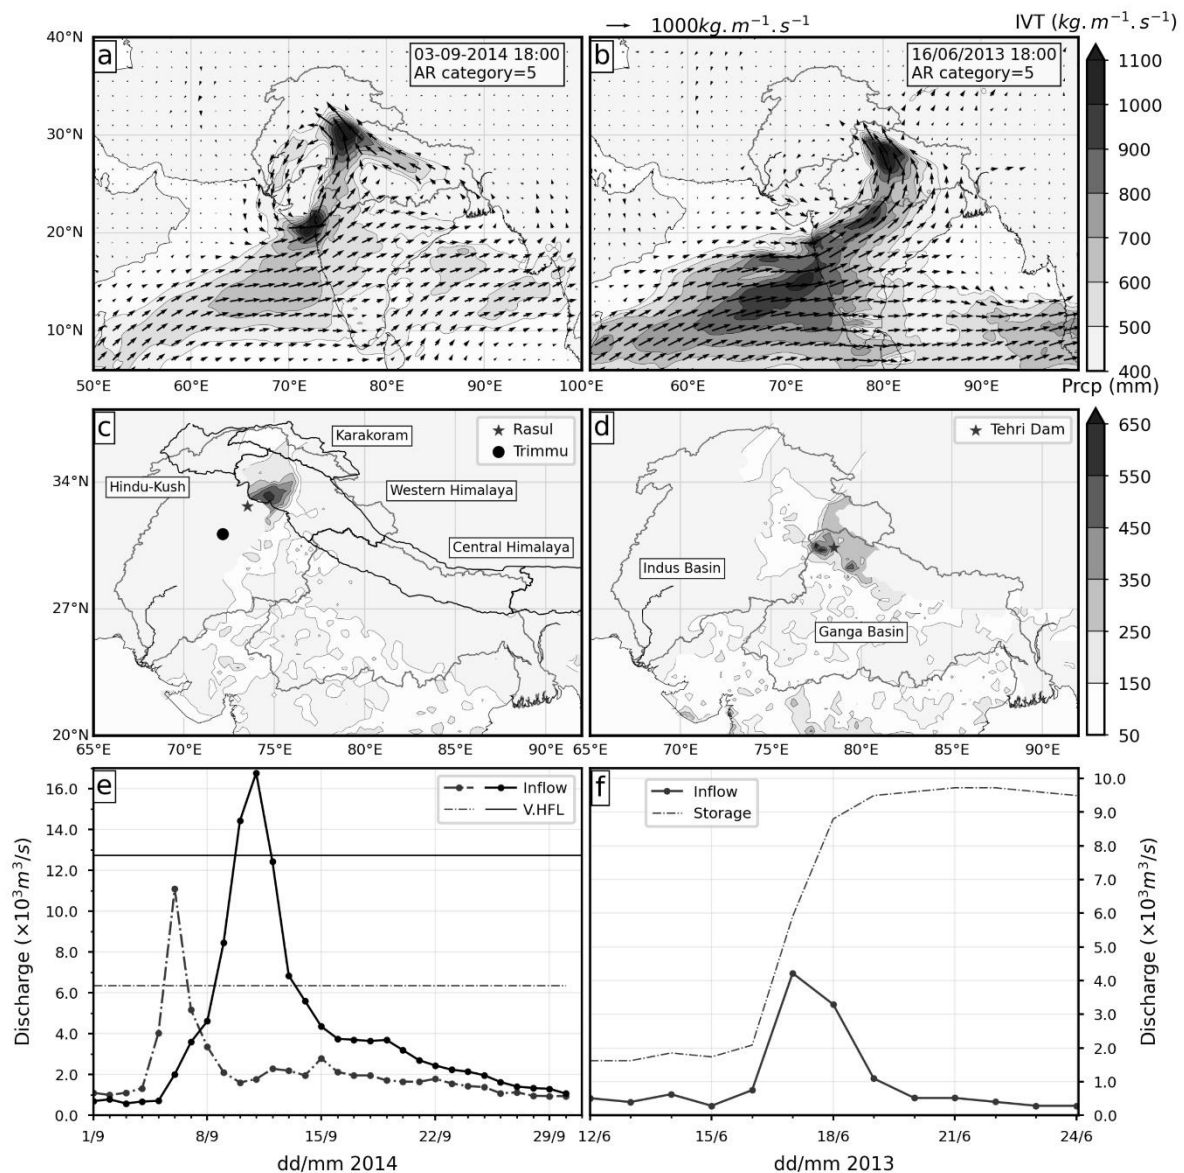 1000kg.m⁻¹.s⁻¹
IVT (kg.m⁻¹.s⁻¹)
a
03-09-2014 18:00
AR category=5
b
16/06/2013 18:00
AR category=5
40°N
30°N
20°N
10°N
50°E
60°E
70°E
80°E
90°E
100°E
60°E
70°E
80°E
90°E
1100
1000
900
800
700
600
500
400
Prcp (mm)
c
Karakoram
Hindu-Kush
Western Himalaya
Central Himalaya
Rasul
Trimmu
d
Tehri Dam
Indus Basin
Ganga Basin
34°N
27°N
20°N
65°E
70°E
75°E
80°E
85°E
90°E
65°E
70°E
75°E
80°E
85°E
90°E
650
550
450
350
250
150
50
e
Inflow
V.HFL
Discharge (×10³m³/s)
16.0
14.0
12.0
10.0
8.0
6.0
4.0
2.0
0.0
1/9
8/9
15/9
22/9
29/9
dd/mm 2014
f
Inflow
Storage
10.0
9.0
8.0
7.0
6.0
5.0
4.0
3.0
2.0
1.0
0.0
Discharge (×10³m³/s)
12/6
15/6
18/6
21/6
24/6
dd/mm 2013